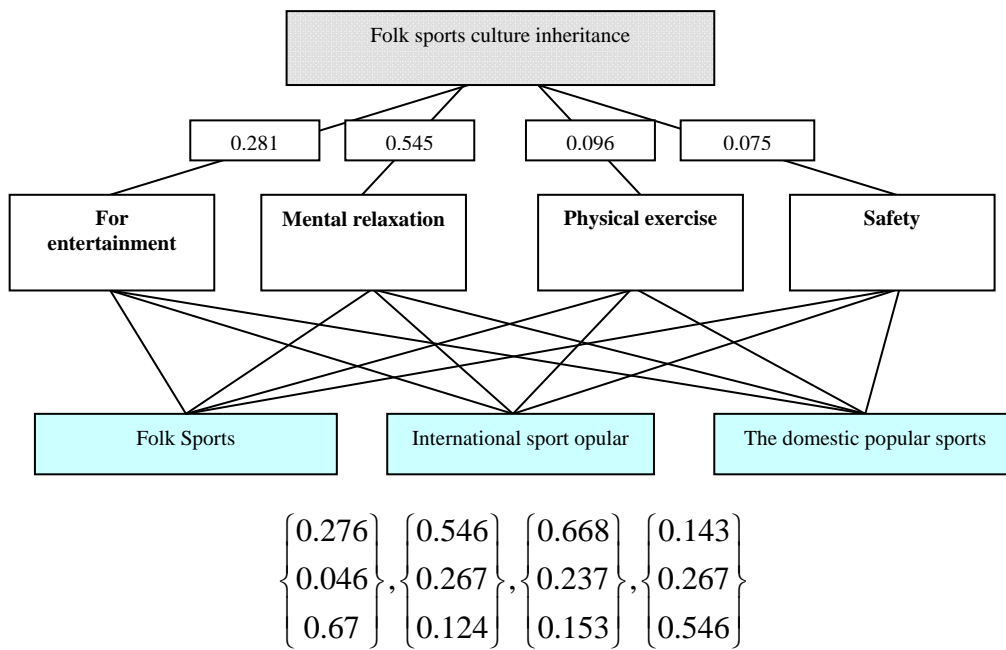 Folk sports culture inheritance
0.281 0.545 0.096 0.075
For entertainment
Mental relaxation
Physical exercise
Safety
Folk Sports
International sport opular
The domestic popular sports
{0.276 0.046 0.67}, {0.546 0.267 0.124}, {0.668 0.237 0.153}, {0.143 0.267 0.546}